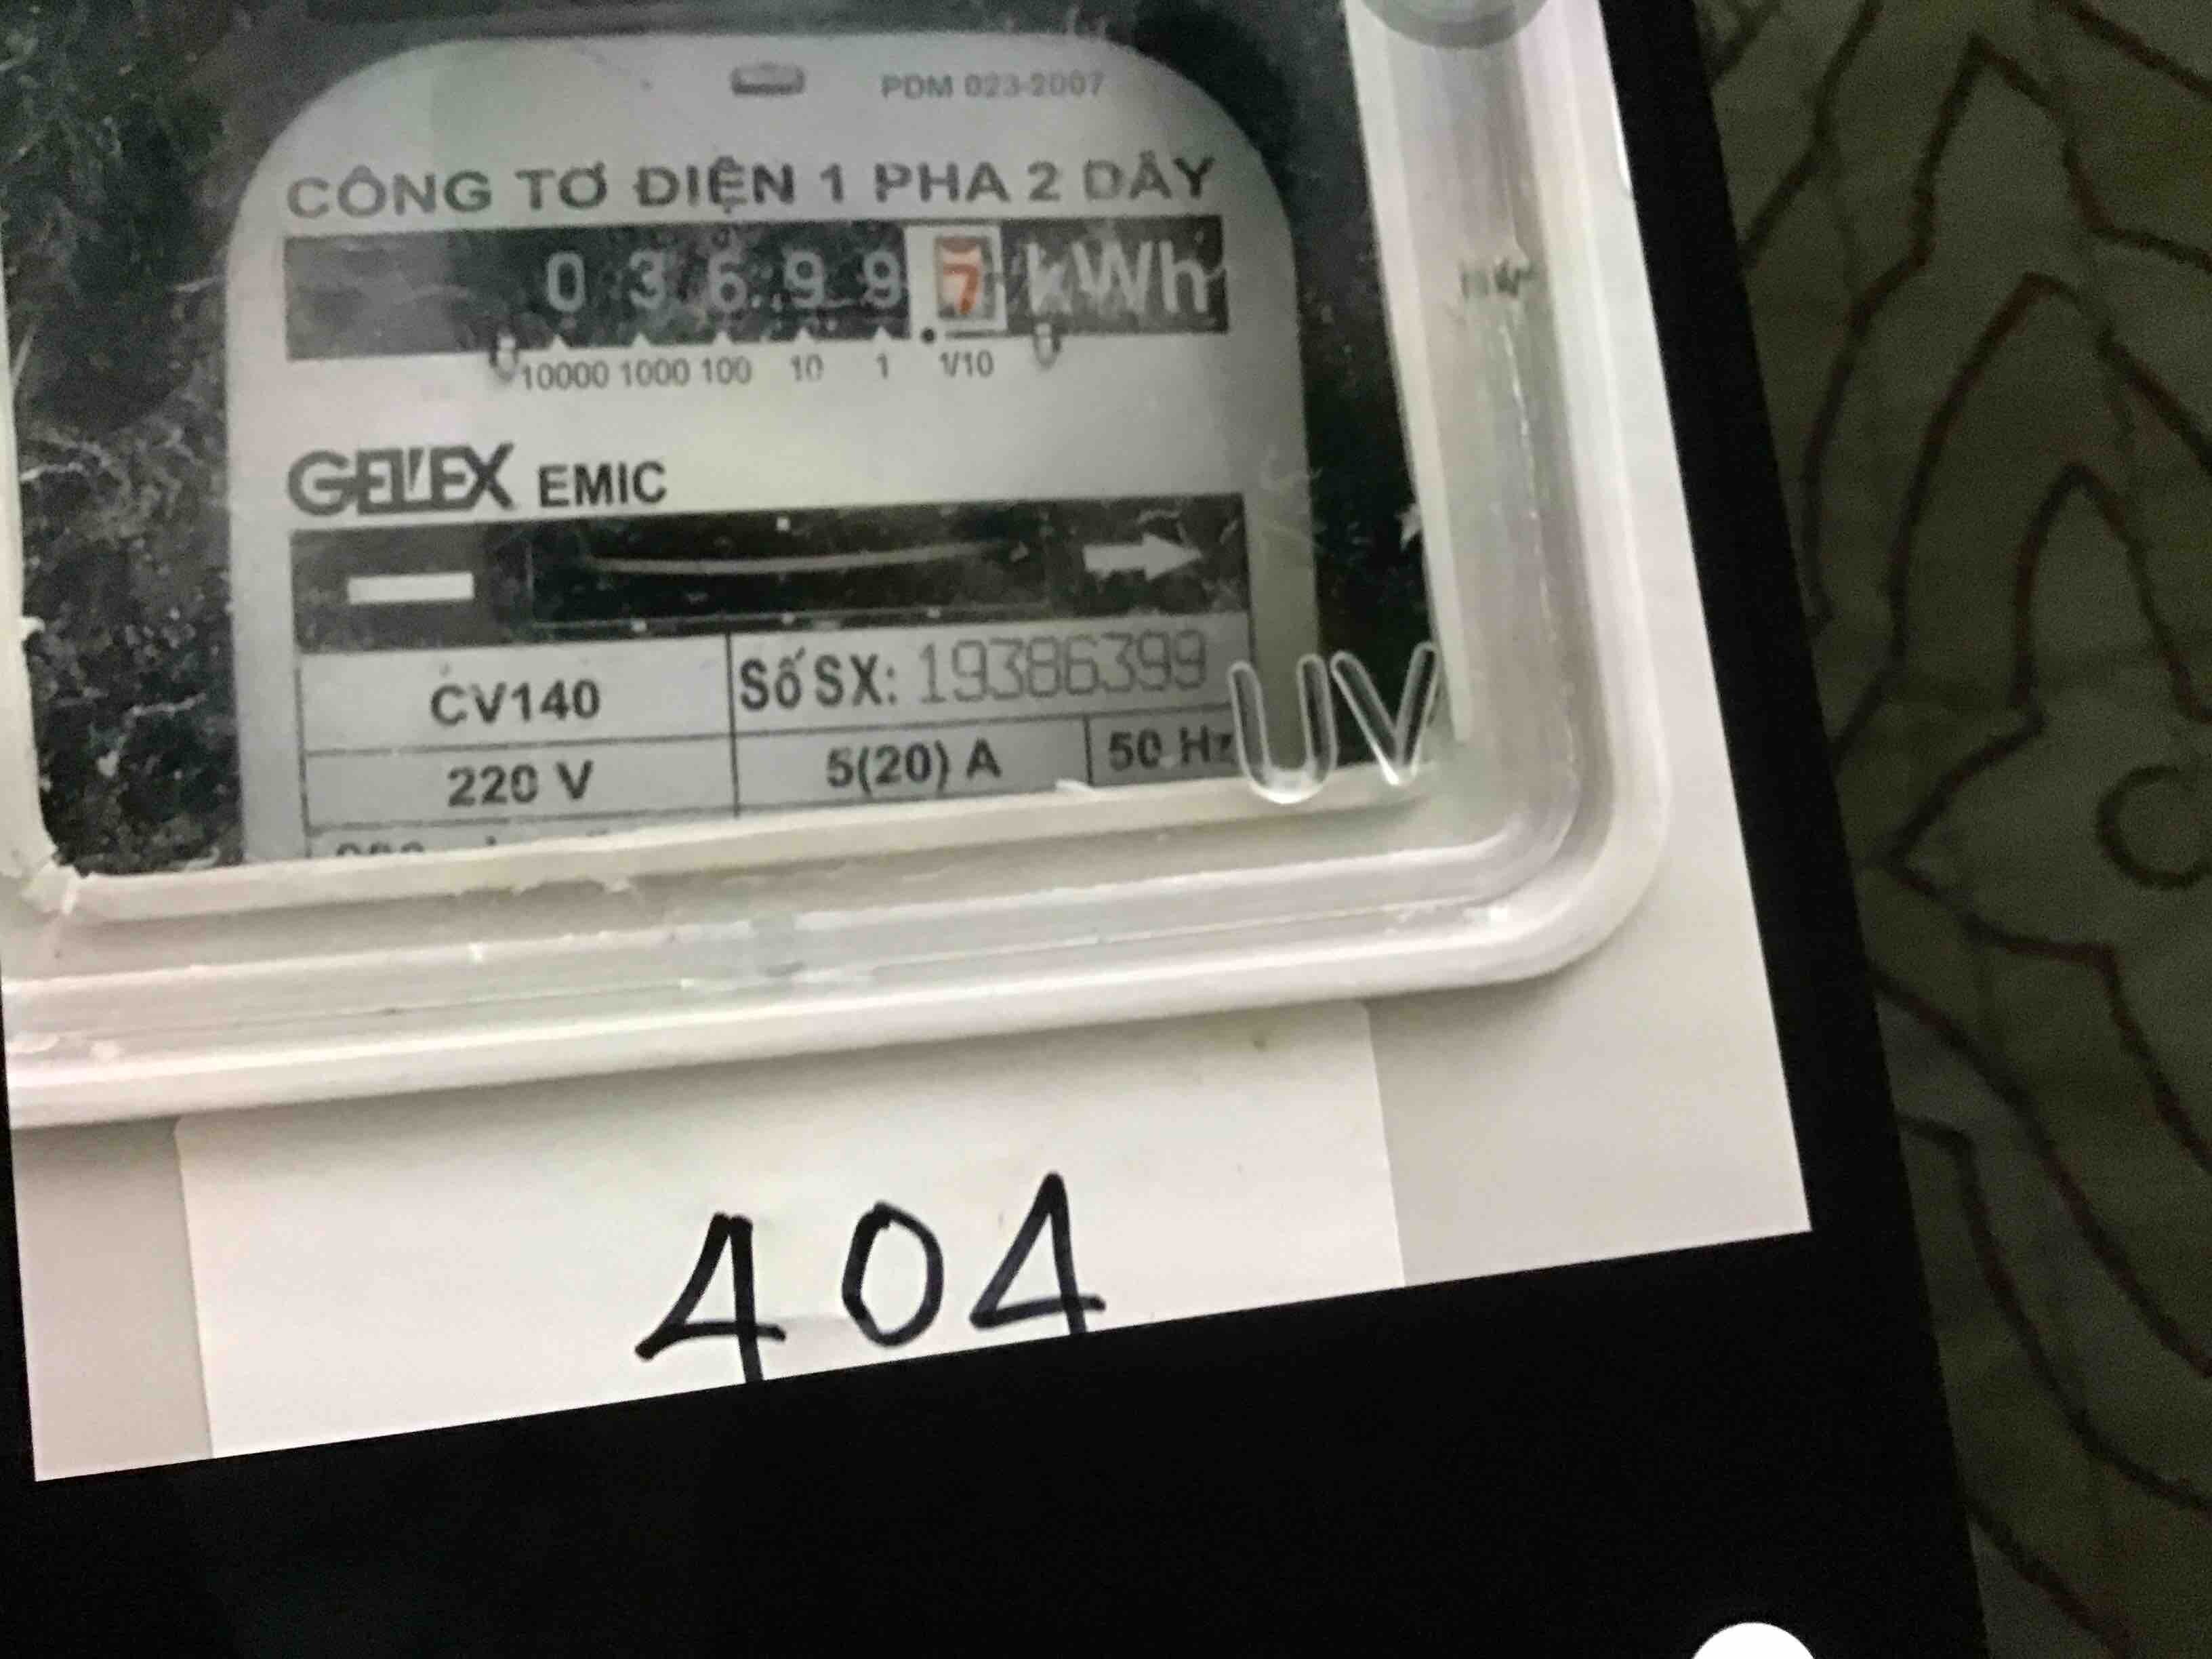 PDM 023-2007
CÔNG TƠ ĐIỆN 1 PHA 2 DÂY
0 3 6 9 9 7 kWh
10000 1000 100 10 1 1/10
GELEX EMIC
CV140 Số SX: 19386399
220 V 5(20) A 50 Hz
UV
404